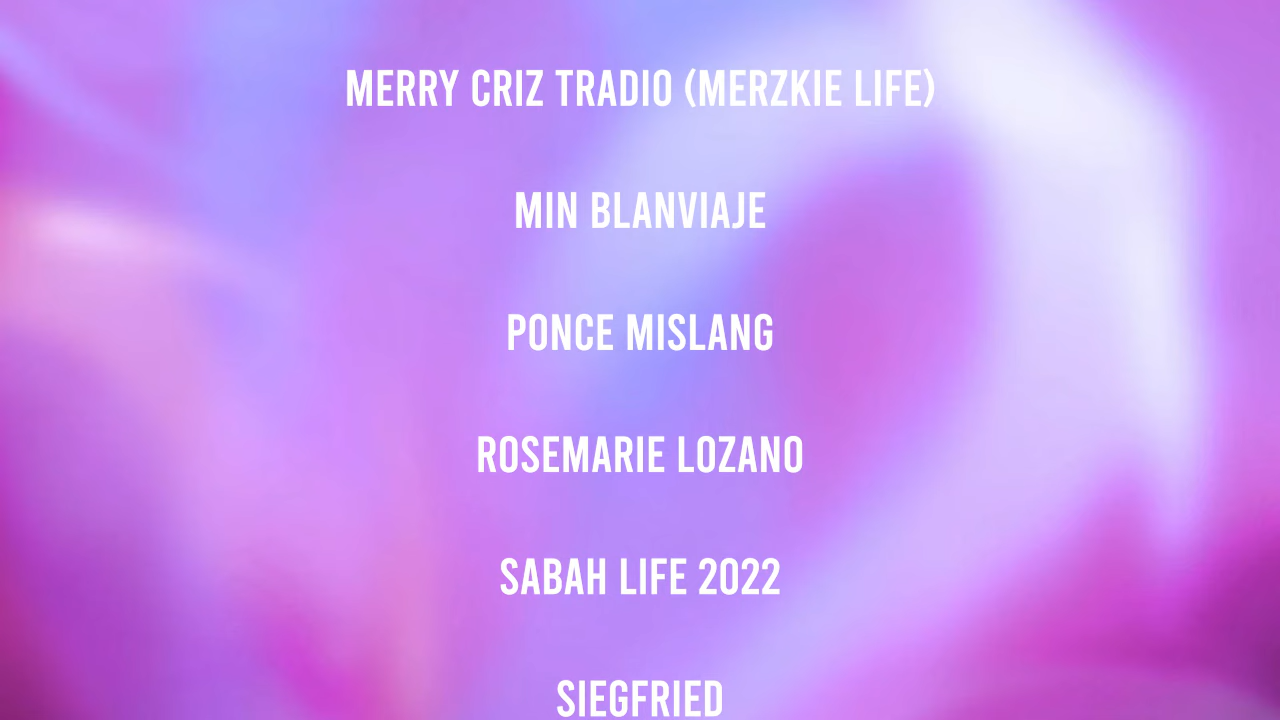 MERRY CRIZ TRADIO (MERZKIE LIFE)
MIN BLANVIAJE
PONCE MISLANG
ROSEMARIE LOZANO
SABAH LIFE 2022
SIEGFRIED